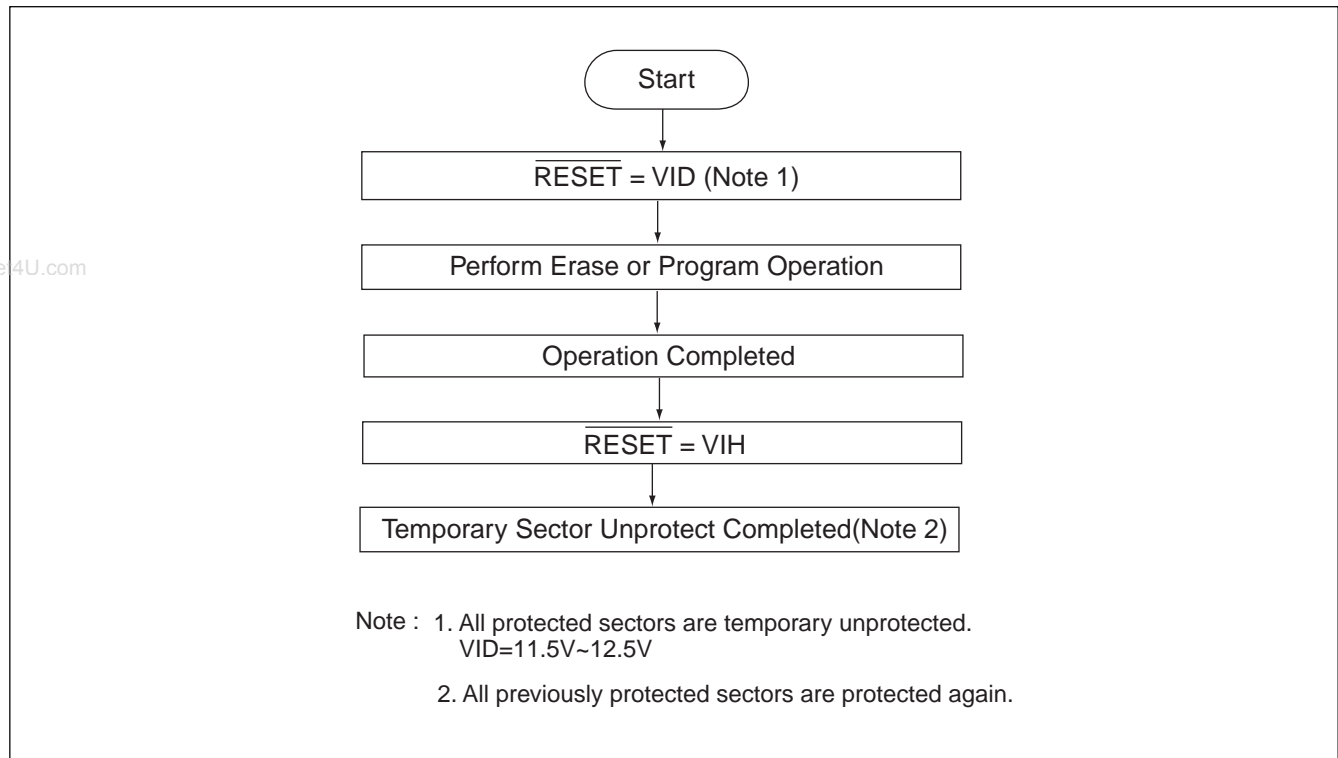 Start
RESET = VID (Note 1)
et4U.com
Perform Erase or Program Operation
Operation Completed
RESET = VIH
Temporary Sector Unprotect Completed(Note 2)
Note : 1. All protected sectors are temporary unprotected.
VID=11.5V~12.5V
2. All previously protected sectors are protected again.